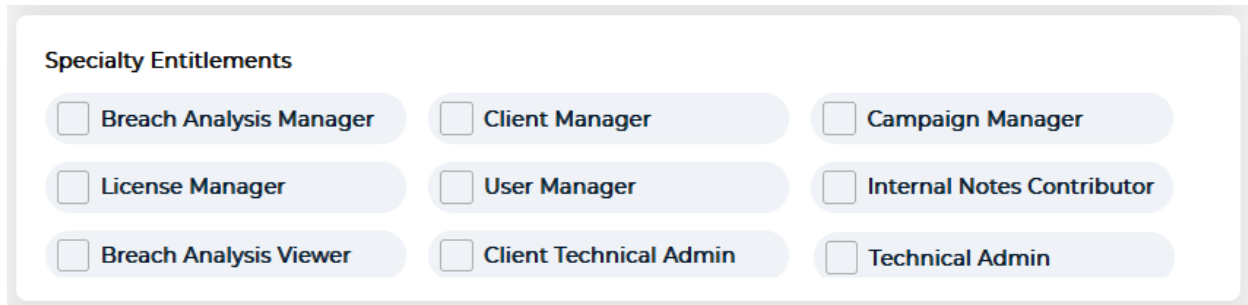 Specialty Entitlements
Breach Analysis Manager
Client Manager
Campaign Manager
License Manager
User Manager
Internal Notes Contributor
Breach Analysis Viewer
Client Technical Admin
Technical Admin